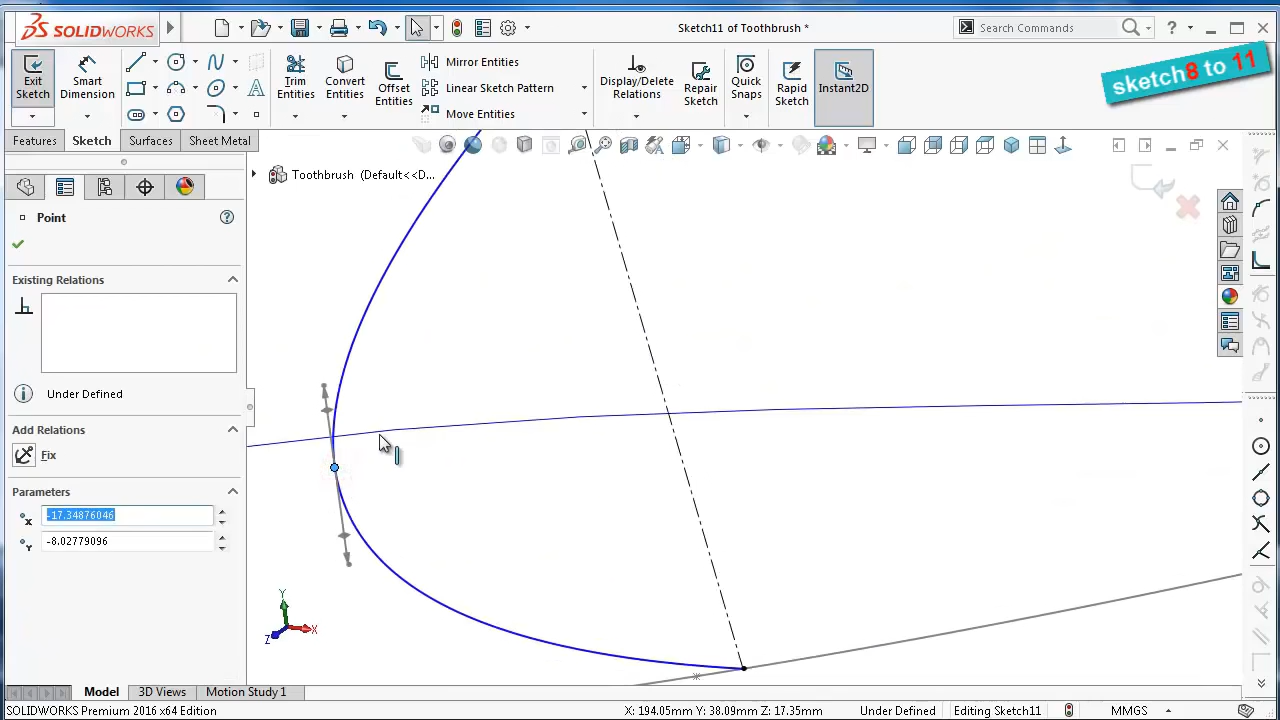 SOLIDWORKS
Sketch11 of Toothbrush *
Search Commands
?
sketch8 to 11
Exit Sketch
Smart Dimension
Trim Entities
Convert Entities
Offset Entities
Mirror Entities
Linear Sketch Pattern
Move Entities
Display/Delete Relations
Repair Sketch
Quick Snaps
Rapid Sketch
Instant2D
Features
Sketch
Surfaces
Sheet Metal
Toothbrush (Default<<D...
Point
?
Existing Relations
Under Defined
Add Relations
Fix
Parameters
X -17.34876046
Y -8.02779096
Y
Z
X
Model
3D Views
Motion Study 1
SOLIDWORKS Premium 2016 x64 Edition
X: 194.05mm Y: 38.09mm Z: 17.35mm
Under Defined
Editing Sketch11
MMGS